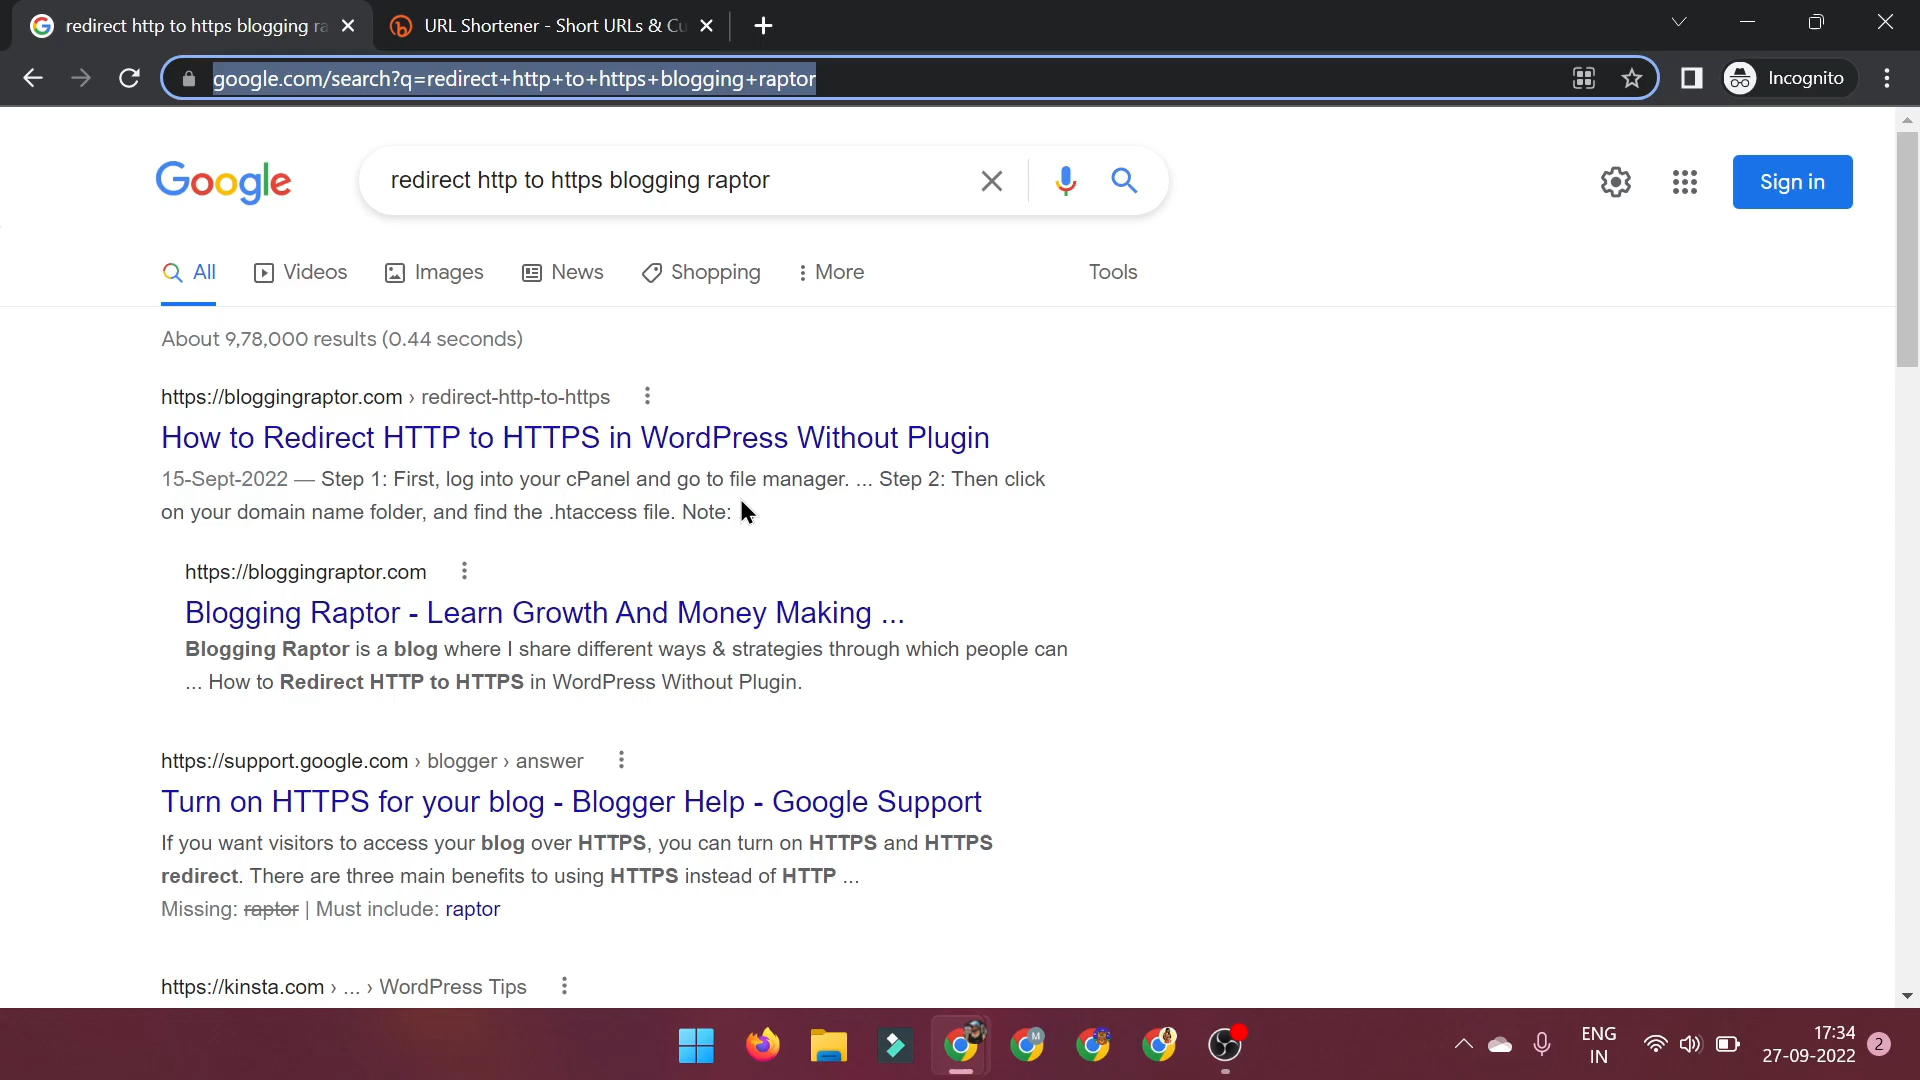 redirect http to https blogging ra
URL Shortener - Short URLs & Cu
google.com/search?q=redirect+http+to+https+blogging+raptor
Incognito
Google
redirect http to https blogging raptor
Sign in
All
Videos
Images
News
Shopping
More
Tools
About 9,78,000 results (0.44 seconds)
https://bloggingraptor.com › redirect-http-to-https
How to Redirect HTTP to HTTPS in WordPress Without Plugin
15-Sept-2022 — Step 1: First, log into your cPanel and go to file manager. ... Step 2: Then click
on your domain name folder, and find the .htaccess file. Note:
https://bloggingraptor.com
Blogging Raptor - Learn Growth And Money Making ...
Blogging Raptor is a blog where I share different ways & strategies through which people can
... How to Redirect HTTP to HTTPS in WordPress Without Plugin.
https://support.google.com › blogger › answer
Turn on HTTPS for your blog - Blogger Help - Google Support
If you want visitors to access your blog over HTTPS, you can turn on HTTPS and HTTPS
redirect. There are three main benefits to using HTTPS instead of HTTP ...
Missing: raptor | Must include: raptor
https://kinsta.com › ... › WordPress Tips
M
ENG
IN
17:34
27-09-2022
2